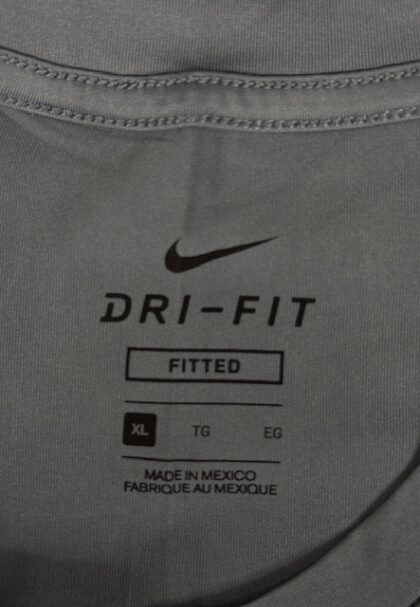 DRI-FIT
FITTED
XL TG EG
MADE IN MEXICO
FABRIQUE AU MEXIQUE